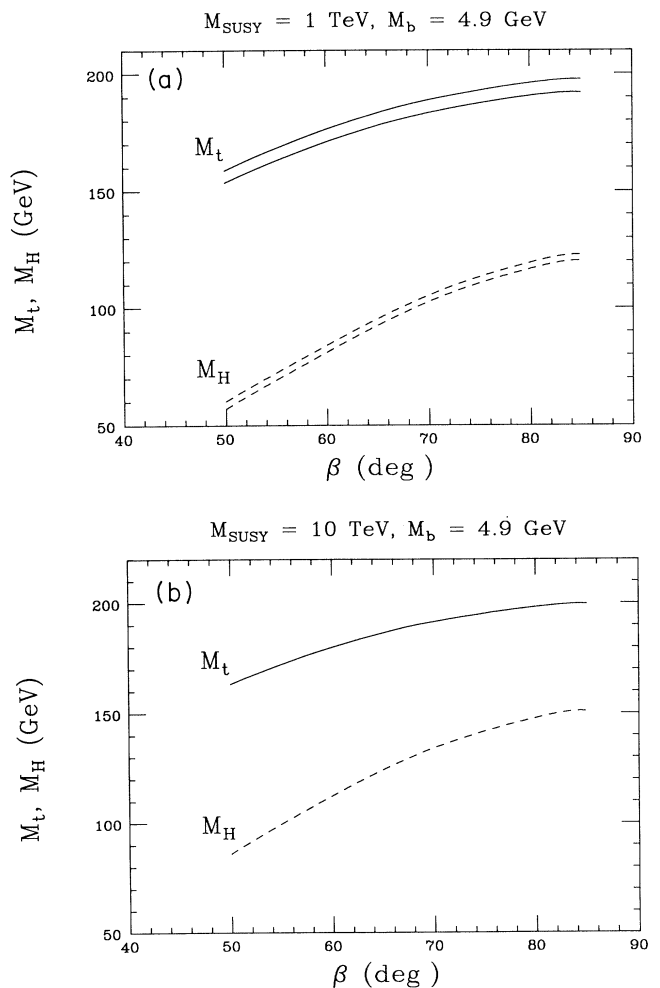 M_SUSY = 1 TeV, M_b = 4.9 GeV
(a)
200
150
100
50
M_t
M_H
M_t, M_H (GeV)
40 50 60 70 80 90
β (deg )
M_SUSY = 10 TeV, M_b = 4.9 GeV
(b)
200
150
100
50
M_t
M_H
M_t, M_H (GeV)
40 50 60 70 80 90
β (deg )